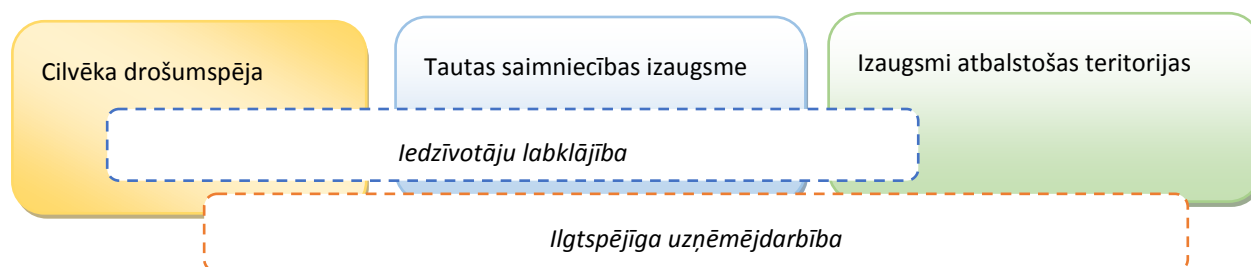 Cilvēka drošumspēja
Tautas saimniecības izaugsme
Izaugsmi atbalstošas teritorijas
Iedzīvotāju labklājība
Ilgtspējīga uzņēmējdarbība